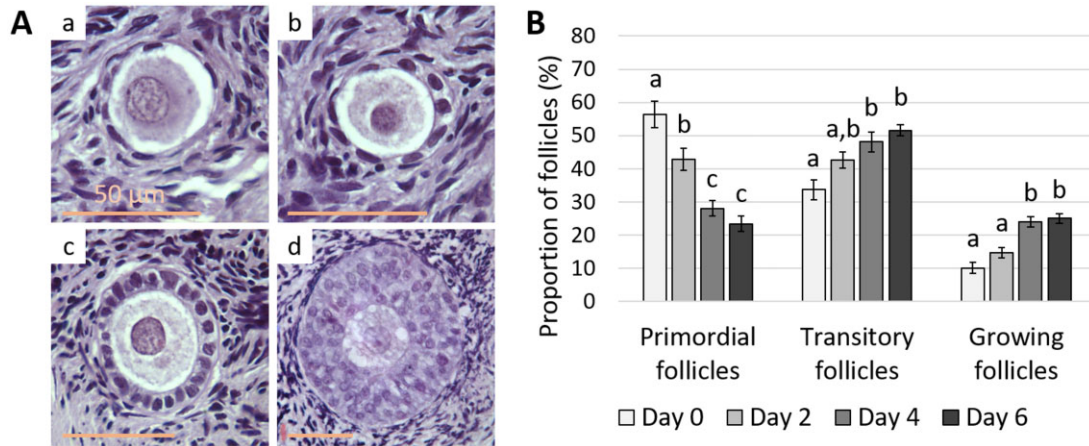 A
a
b
50 µm
c
d
B
Proportion of follicles (%)
80
70
60
50
40
30
20
10
0
a
b
c
c
a
a,b
b
b
a
a
b
b
Primordial
follicles
Transitory
follicles
Growing
follicles
Day 0 Day 2 Day 4 Day 6